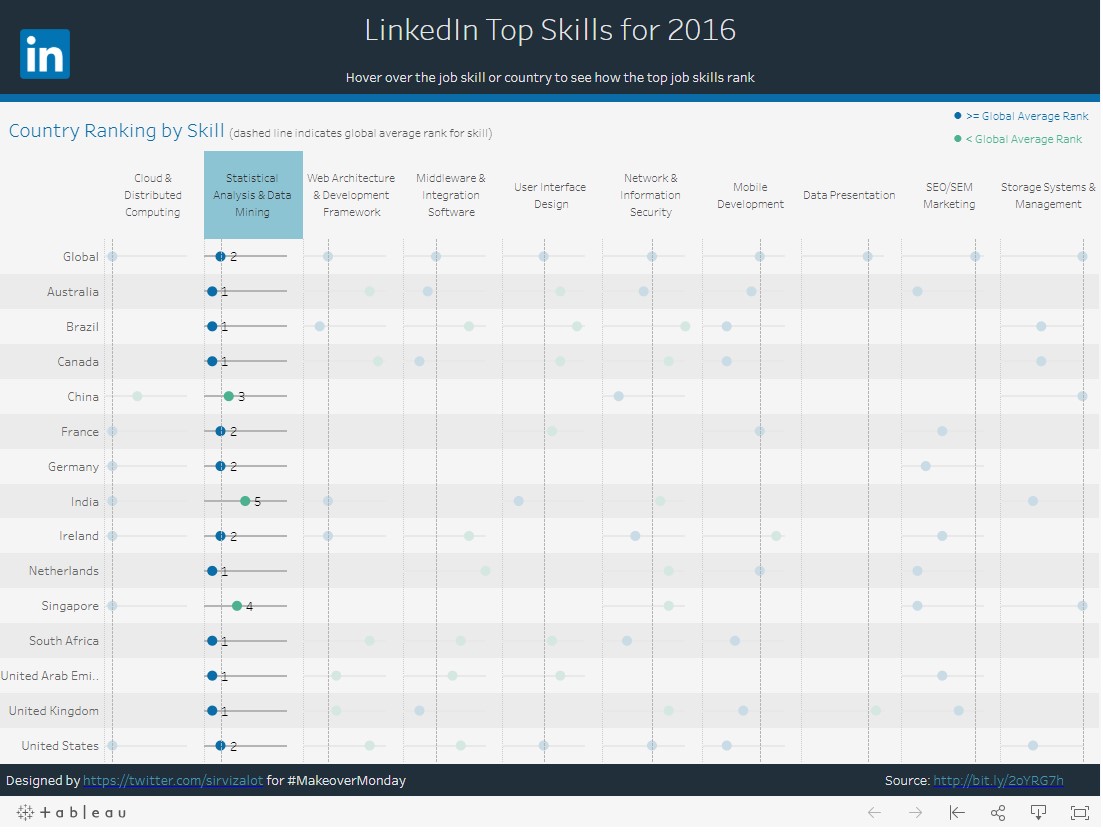 LinkedIn Top Skills for 2016
in
Hover over the job skill or country to see how the top job skills rank
>= Global Average Rank
Country Ranking by Skill (dashed line indicates global average rank for skill)
< Global Average Rank
Cloud & Distributed Computing
Statistical Analysis & Data Mining
Web Architecture & Development Framework
Middleware & Integration Software
User Interface Design
Network & Information Security
Mobile Development
Data Presentation
SEO/SEM Marketing
Storage Systems & Management
Global 2
Australia 1
Brazil 1
Canada 1
China 3
France 2
Germany 2
India 5
Ireland 2
Netherlands 1
Singapore 4
South Africa 1
United Arab Emi.. 1
United Kingdom 1
United States 2
Designed by https://twitter.com/sirvizalot for #MakeoverMonday
Source: http://bit.ly/2oYRG7h
+ableau